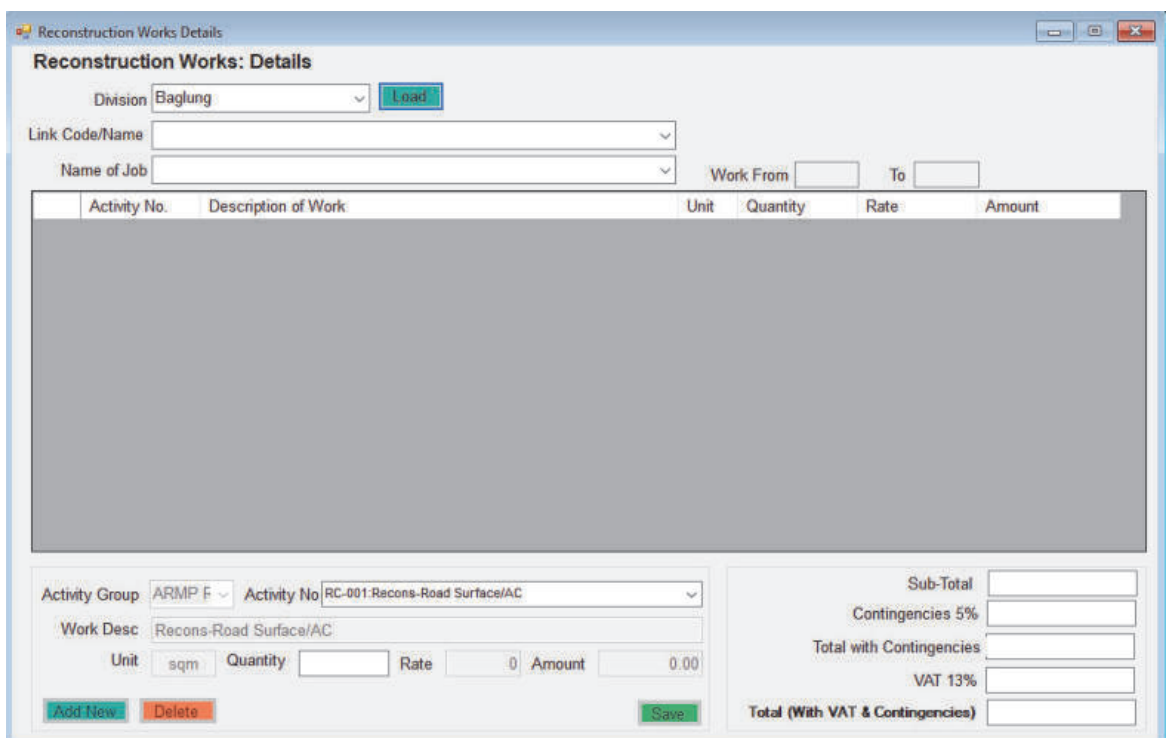 Reconstruction Works Details
Reconstruction Works: Details
Division Baglung Load
Link Code/Name
Name of Job Work From To
Activity No. Description of Work Unit Quantity Rate Amount
Activity Group ARMP F Activity No RC-001:Recons-Road Surface/AC
Work Desc Recons-Road Surface/AC
Unit sqm Quantity Rate 0 Amount 0.00
Add New Delete Save
Sub-Total
Contingencies 5%
Total with Contingencies
VAT 13%
Total (With VAT & Contingencies)